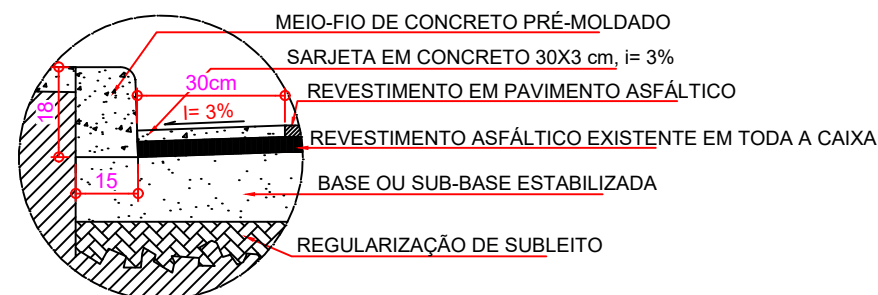 MEIO-FIO DE CONCRETO PRÉ-MOLDADO
SARJETA EM CONCRETO 30X3 cm, i= 3%
30cm
REVESTIMENTO EM PAVIMENTO ASFÁLTICO
I= 3%
18
REVESTIMENTO ASFÁLTICO EXISTENTE EM TODA A CAIXA
15
BASE OU SUB-BASE ESTABILIZADA
REGULARIZAÇÃO DE SUBLEITO